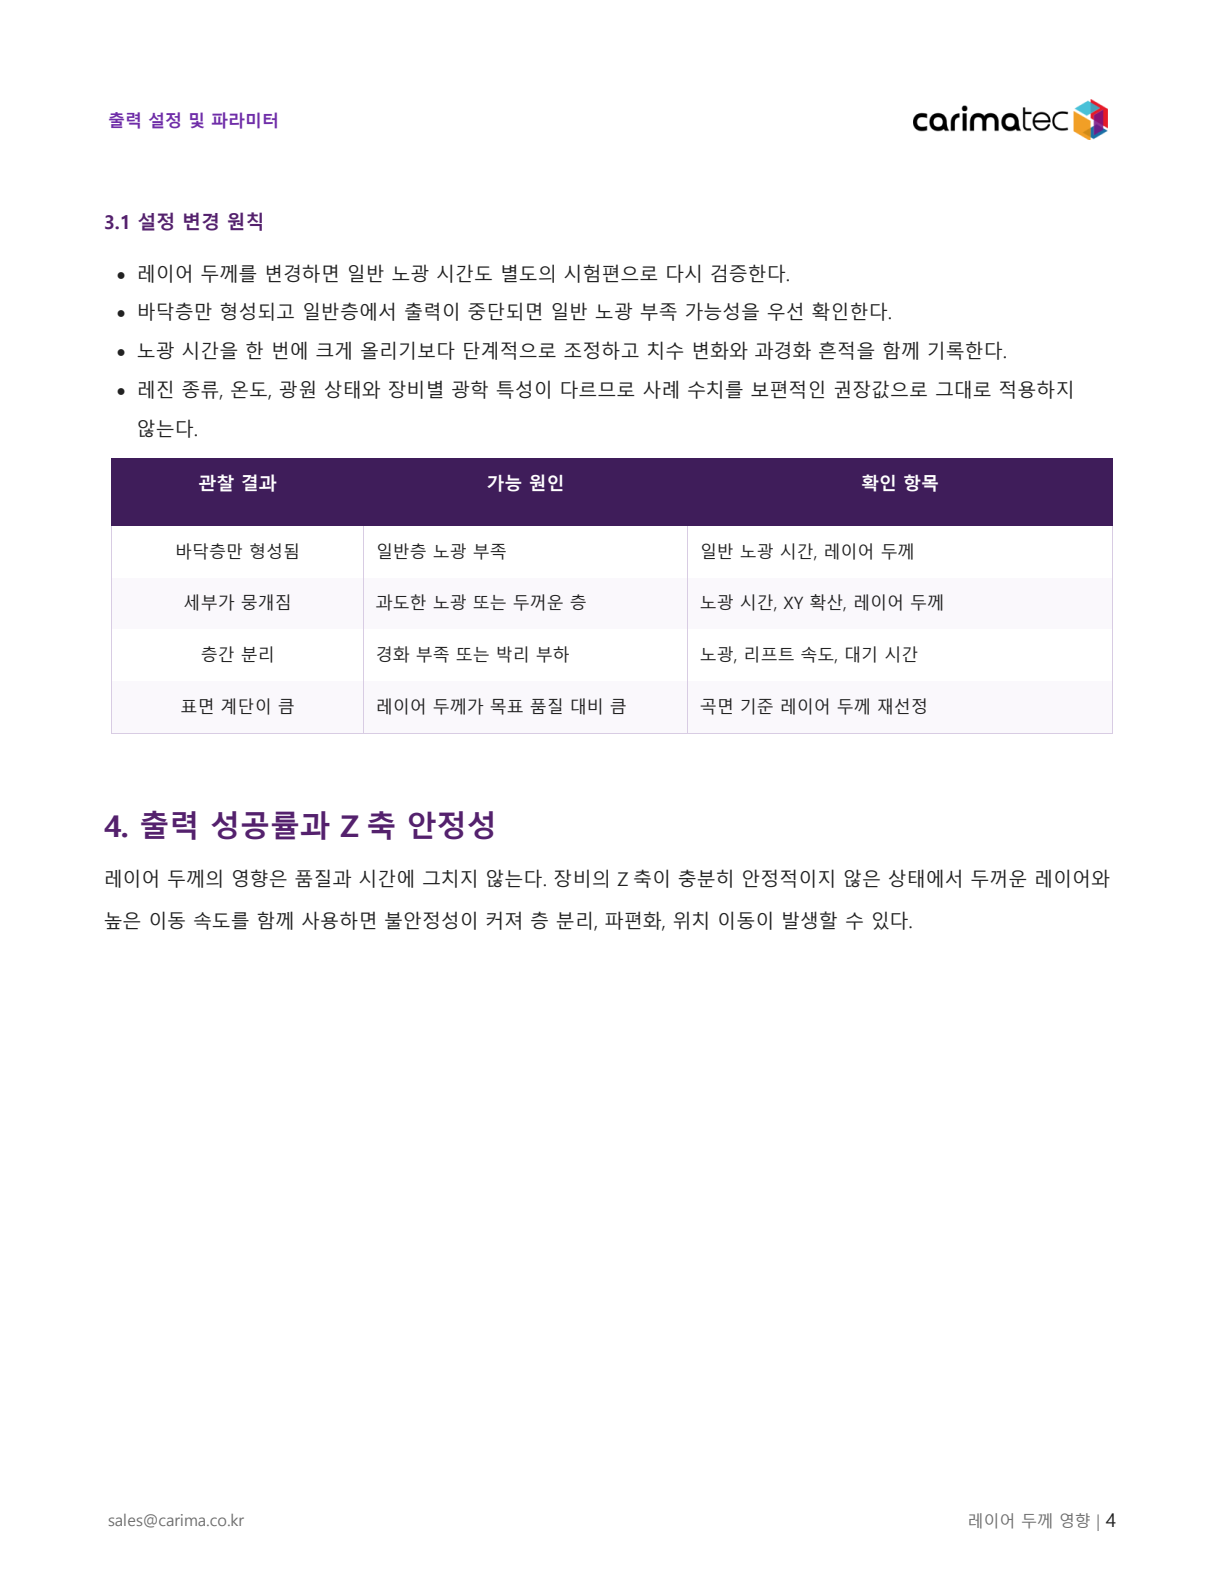 출력 설정 및 파라미터
carimatec
3.1 설정 변경 원칙
• 레이어 두께를 변경하면 일반 노광 시간도 별도의 시험편으로 다시 검증한다.
• 바닥층만 형성되고 일반층에서 출력이 중단되면 일반 노광 부족 가능성을 우선 확인한다.
• 노광 시간을 한 번에 크게 올리기보다 단계적으로 조정하고 치수 변화와 과경화 흔적을 함께 기록한다.
• 레진 종류, 온도, 광원 상태와 장비별 광학 특성이 다르므로 사례 수치를 보편적인 권장값으로 그대로 적용하지
않는다.
관찰 결과 가능 원인 확인 항목
바닥층만 형성됨 일반층 노광 부족 일반 노광 시간, 레이어 두께
세부가 뭉개짐 과도한 노광 또는 두꺼운 층 노광 시간, XY 확산, 레이어 두께
층간 분리 경화 부족 또는 박리 부하 노광, 리프트 속도, 대기 시간
표면 계단이 큼 레이어 두께가 목표 품질 대비 큼 곡면 기준 레이어 두께 재선정
4. 출력 성공률과 Z 축 안정성
레이어 두께의 영향은 품질과 시간에 그치지 않는다. 장비의 Z 축이 충분히 안정적이지 않은 상태에서 두꺼운 레이어와
높은 이동 속도를 함께 사용하면 불안정성이 커져 층 분리, 파편화, 위치 이동이 발생할 수 있다.
sales@carima.co.kr
레이어 두께 영향 | 4